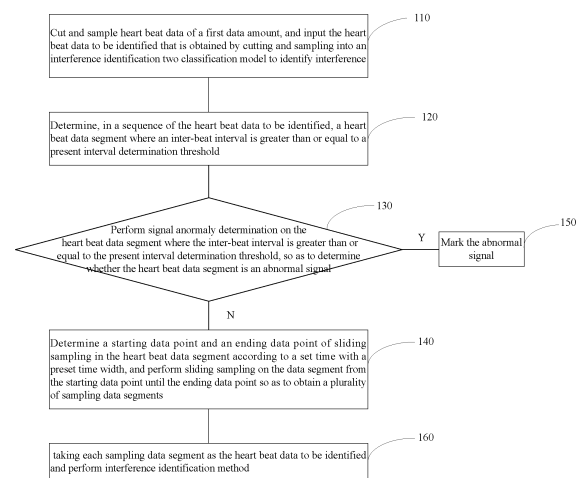 110
Cut and sample heart beat data of a first data amount, and input the heart
beat data to be identified that is obtained by cutting and sampling into an
interference identification two classification model to identify interference
120
Determine, in a sequence of the heart beat data to be identified, a heart
beat data segment where an inter-beat interval is greater than or equal to a
present interval determination threshold
130
Perform signal anomaly determination on the
heart beat data segment where the inter-beat interval is greater than or
equal to the present interval determination threshold, so as to determine
whether the heart beat data segment is an abnormal signal
Y
150
Mark the abnormal
signal
N
140
Determine a starting data point and an ending data point of sliding
sampling in the heart beat data segment according to a set time with a
preset time width, and perform sliding sampling on the data segment from
the starting data point until the ending data point so as to obtain a plurality
of sampling data segments
160
taking each sampling data segment as the heart beat data to be identified
and perform interference identification method